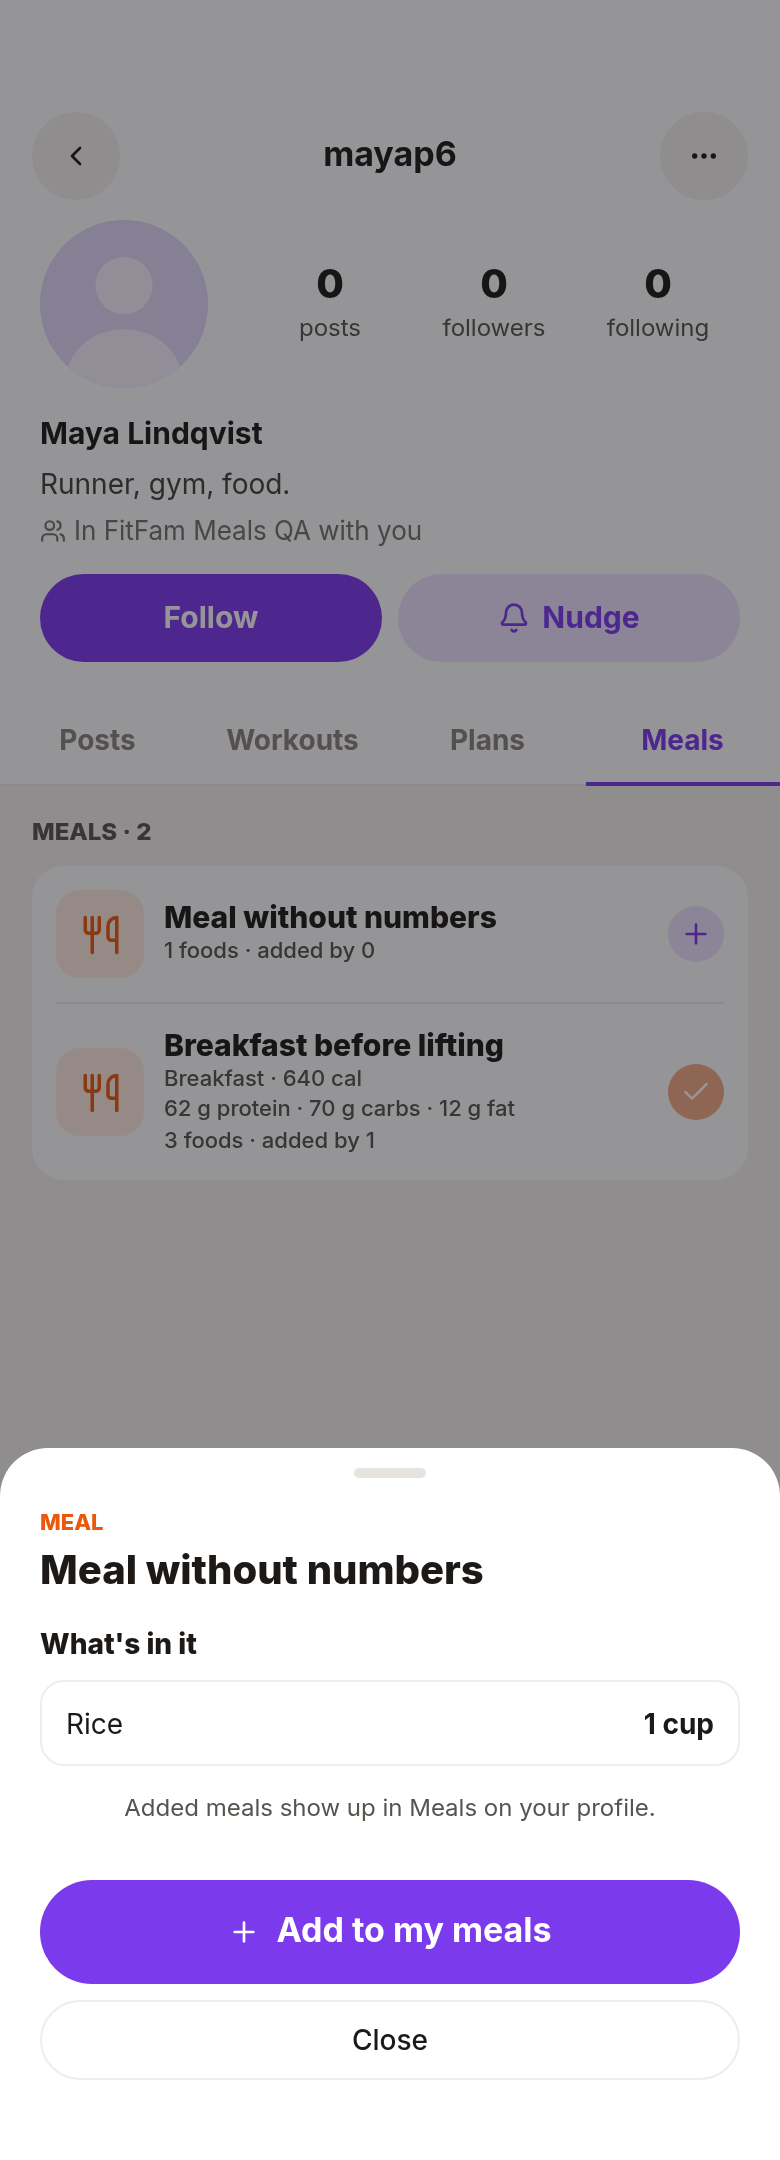 mayap6
0 0 0
posts followers following
Maya Lindqvist
Runner, gym, food.
In FitFam Meals QA with you
Follow Nudge
Posts Workouts Plans Meals
MEALS · 2
Meal without numbers
1 foods · added by 0
Breakfast before lifting
Breakfast · 640 cal
62 g protein · 70 g carbs · 12 g fat
3 foods · added by 1
MEAL
Meal without numbers
What's in it
Rice 1 cup
Added meals show up in Meals on your profile.
Add to my meals
Close